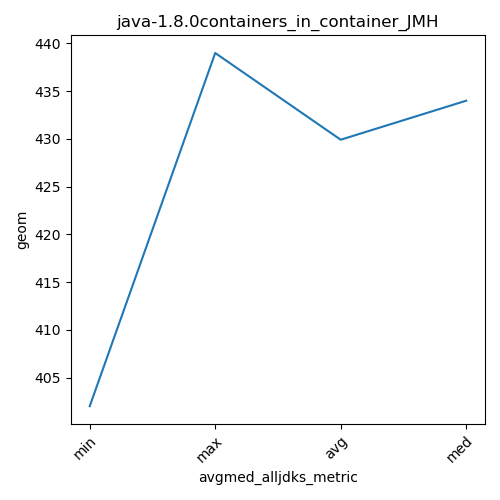 java-1.8.0containers_in_container_JMH
440
435
430
425
420
415
410
405
geom
min
max
avg
med
avgmed_alljdks_metric